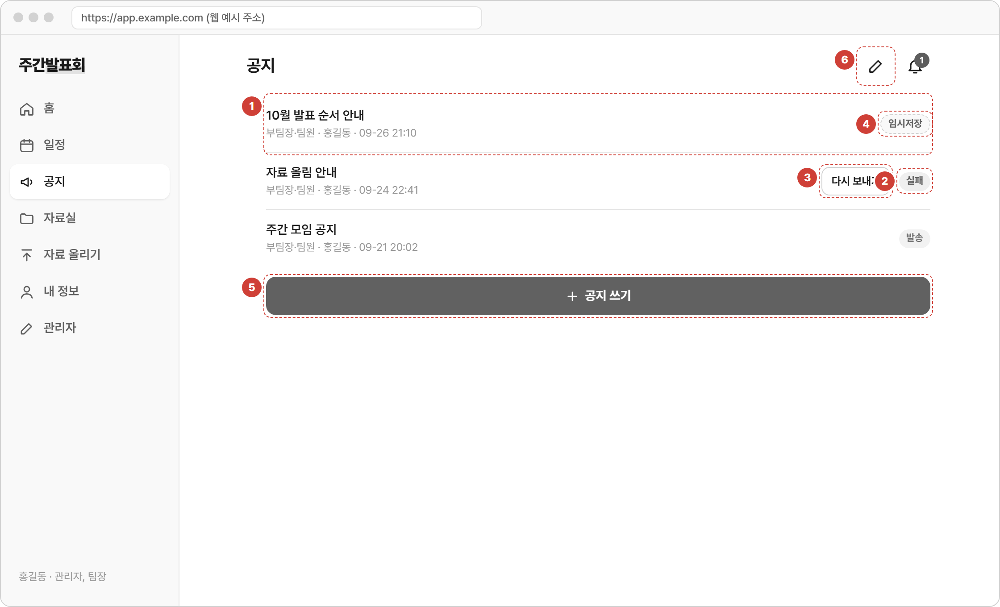 https://app.example.com (웹 예시 주소)
주간발표회
홈
일정
공지
자료실
자료 올리기
내 정보
관리자
홍길동 · 관리자, 팀장
공지
6
1
1
10월 발표 순서 안내
부팀장·팀원 · 홍길동 · 09-26 21:10
4
임시저장
자료 올림 안내
부팀장·팀원 · 홍길동 · 09-24 22:41
3
다시 보내
2
실패
주간 모임 공지
부팀장·팀원 · 홍길동 · 09-21 20:02
발송
5
+ 공지 쓰기